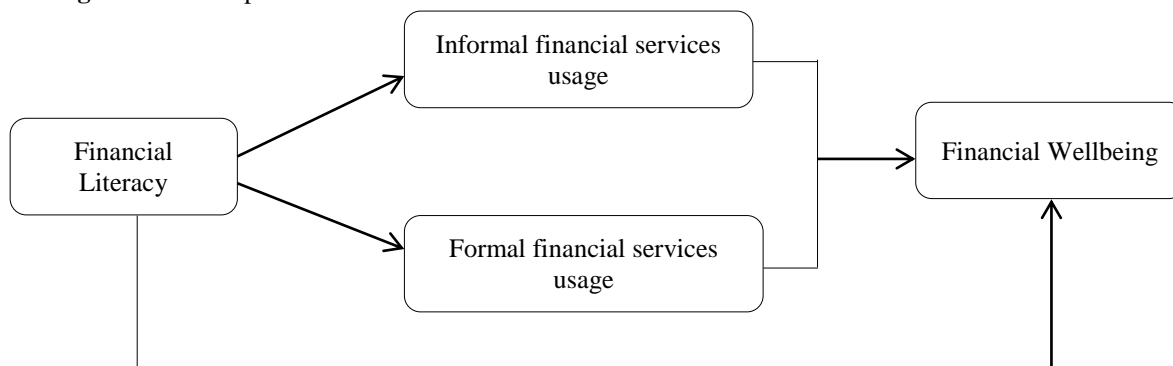 Informal financial services
usage
Financial
Literacy
Financial Wellbeing
Formal financial services
usage